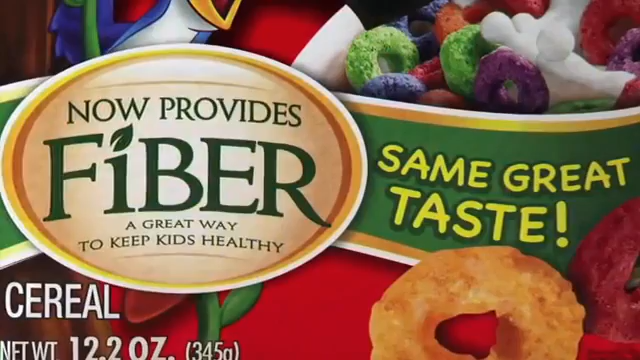 NOW PROVIDES
FiBER
A GREAT WAY
TO KEEP KIDS HEALTHY
SAME GREAT
TASTE!
CEREAL
NET WT. 12.2 OZ. (345g)